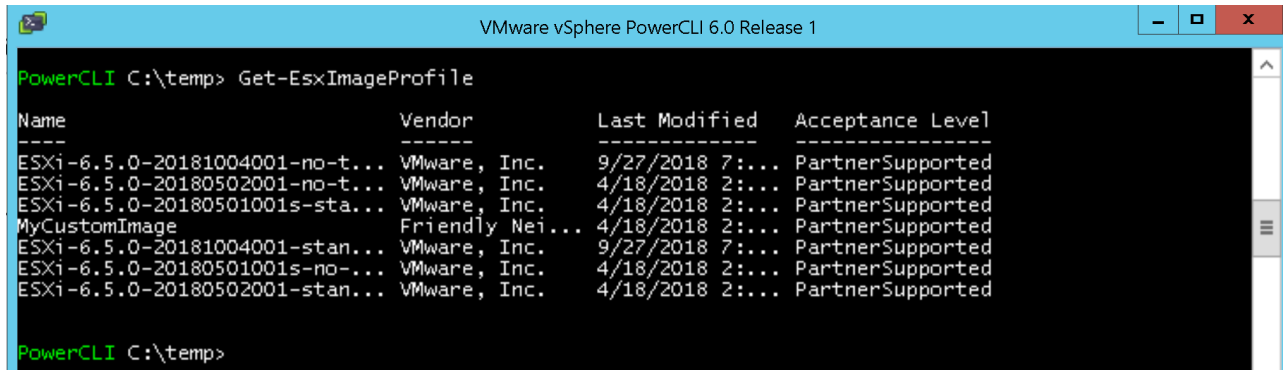 VMware vSphere PowerCLI 6.0 Release 1
PowerCLI C:\temp> Get-EsxImageProfile
Name Vendor Last Modified Acceptance Level
---- ------ ------------- ----------------
ESXi-6.5.0-20181004001-no-t... VMware, Inc. 9/27/2018 7:... PartnerSupported
ESXi-6.5.0-20180502001-no-t... VMware, Inc. 4/18/2018 2:... PartnerSupported
ESXi-6.5.0-20180501001s-sta... VMware, Inc. 4/18/2018 2:... PartnerSupported
MyCustomImage Friendly Nei... 4/18/2018 2:... PartnerSupported
ESXi-6.5.0-20181004001-stan... VMware, Inc. 9/27/2018 7:... PartnerSupported
ESXi-6.5.0-20180501001s-no-... VMware, Inc. 4/18/2018 2:... PartnerSupported
ESXi-6.5.0-20180502001-stan... VMware, Inc. 4/18/2018 2:... PartnerSupported
PowerCLI C:\temp>